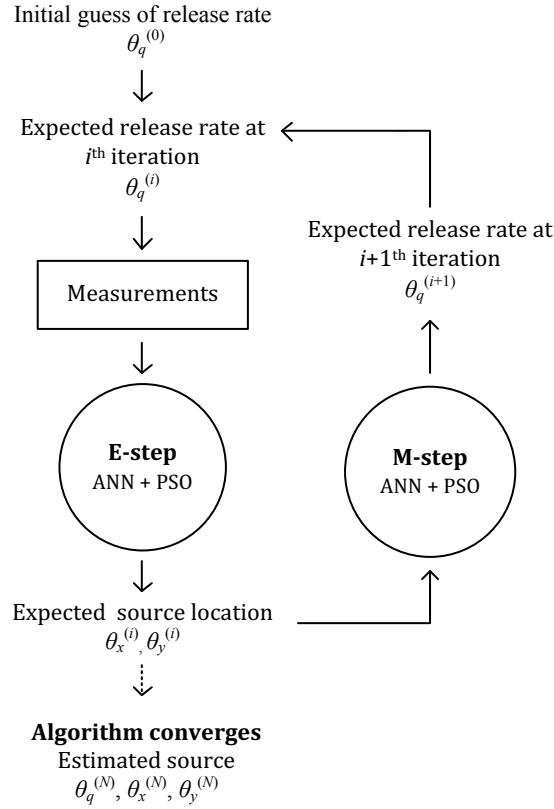 Initial guess of release rate
θq(0)
Expected release rate at
ith iteration
θq(i)
Measurements
E-step
ANN + PSO
Expected source location
θx(i), θy(i)
Algorithm converges
Estimated source
θq(N), θx(N), θy(N)
Expected release rate at
i+1th iteration
θq(i+1)
M-step
ANN + PSO